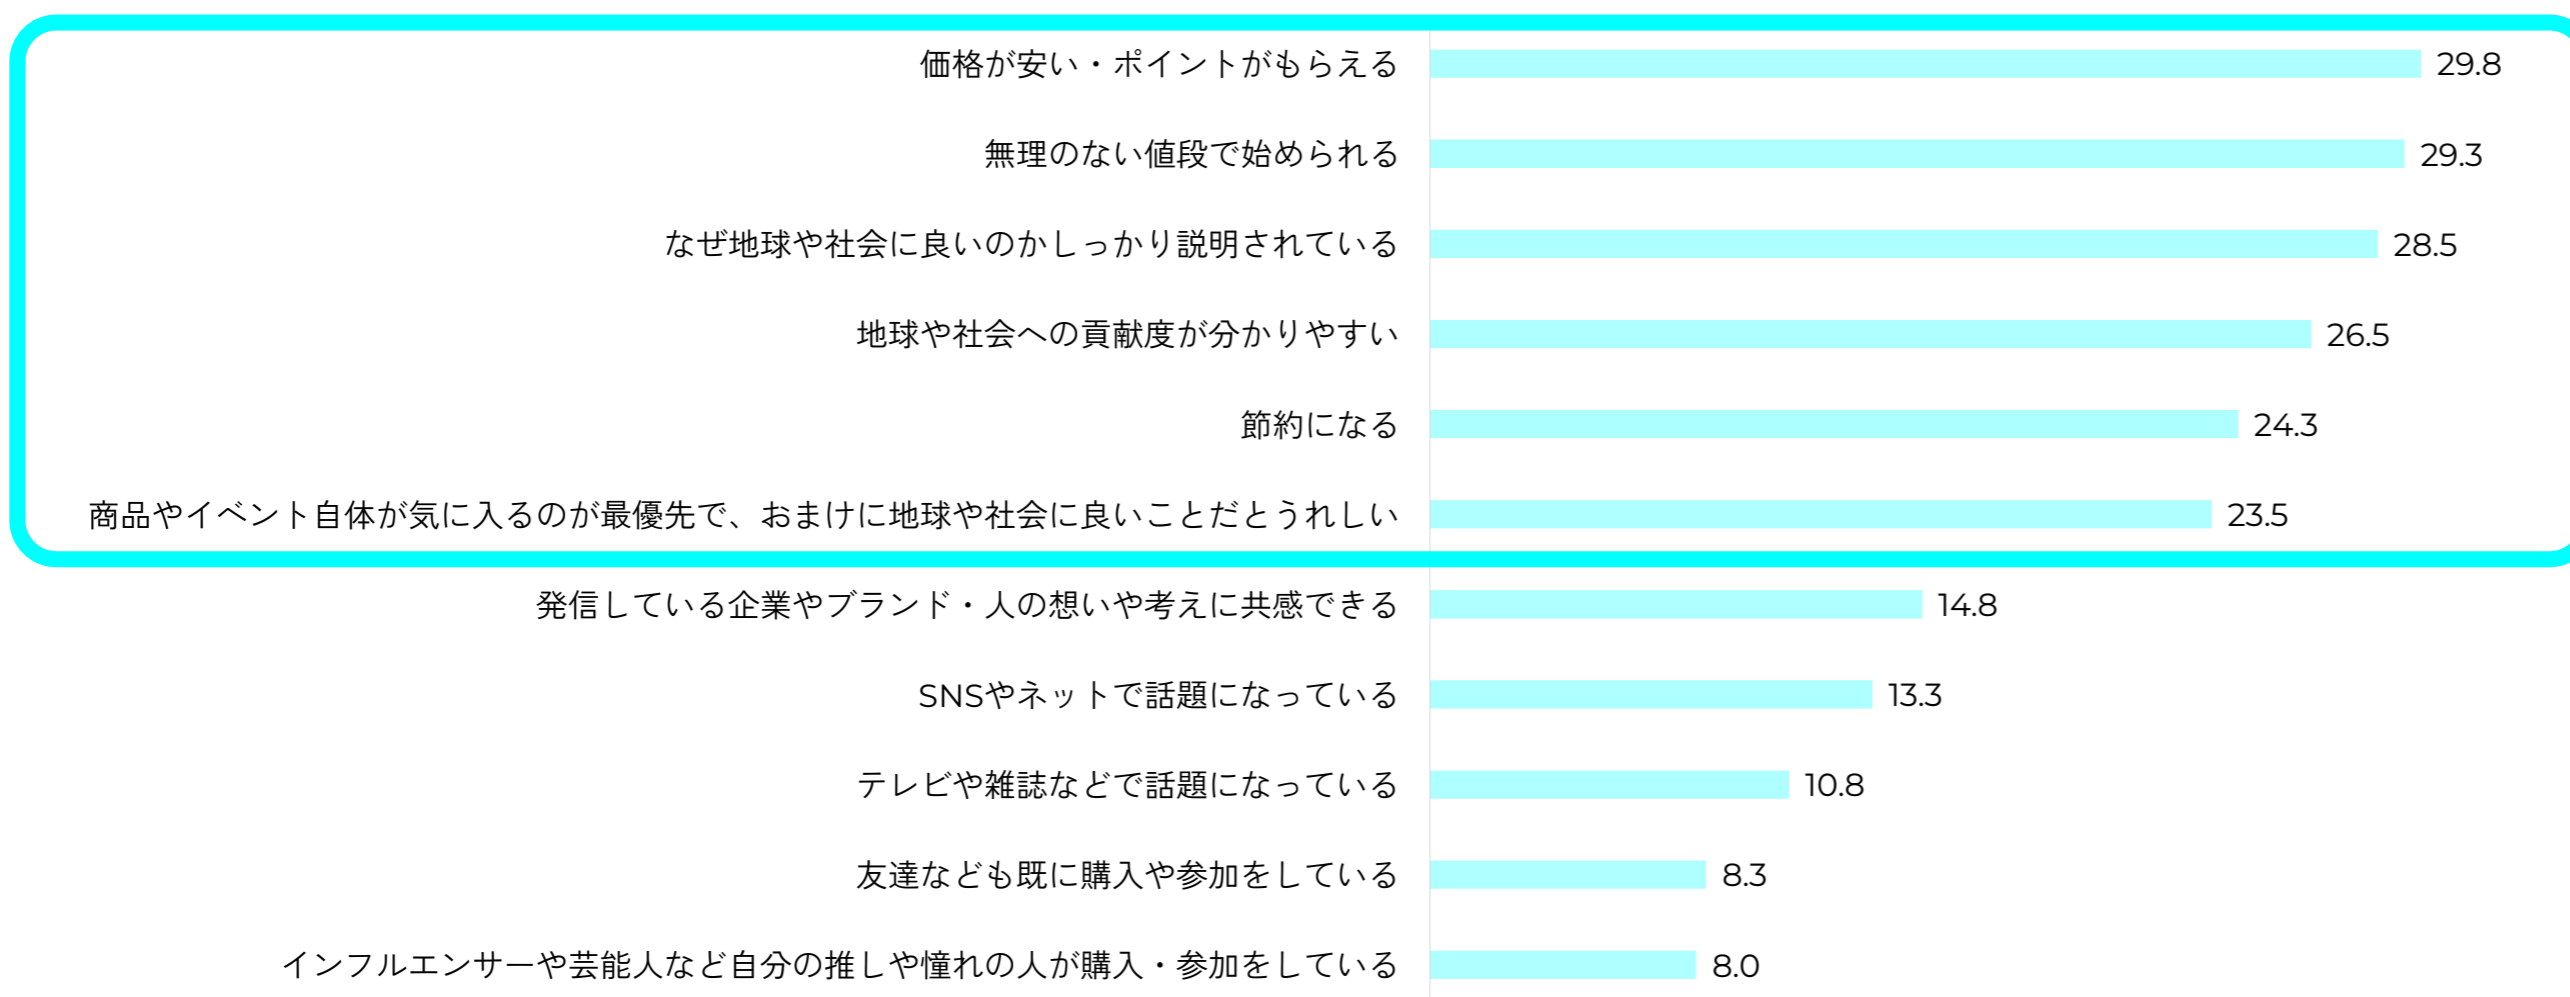 価格が安い・ポイントがもらえる 29.8
無理のない値段で始められる 29.3
なぜ地球や社会に良いのかしっかり説明されている 28.5
地球や社会への貢献度が分かりやすい 26.5
節約になる 24.3
商品やイベント自体が気に入るのが最優先で、おまけに地球や社会に良いことだとうれしい 23.5
発信している企業やブランド・人の想いや考えに共感できる 14.8
SNSやネットで話題になっている 13.3
テレビや雑誌などで話題になっている 10.8
友達なども既に購入や参加をしている 8.3
インフルエンサーや芸能人など自分の推しや憧れの人が購入・参加をしている 8.0